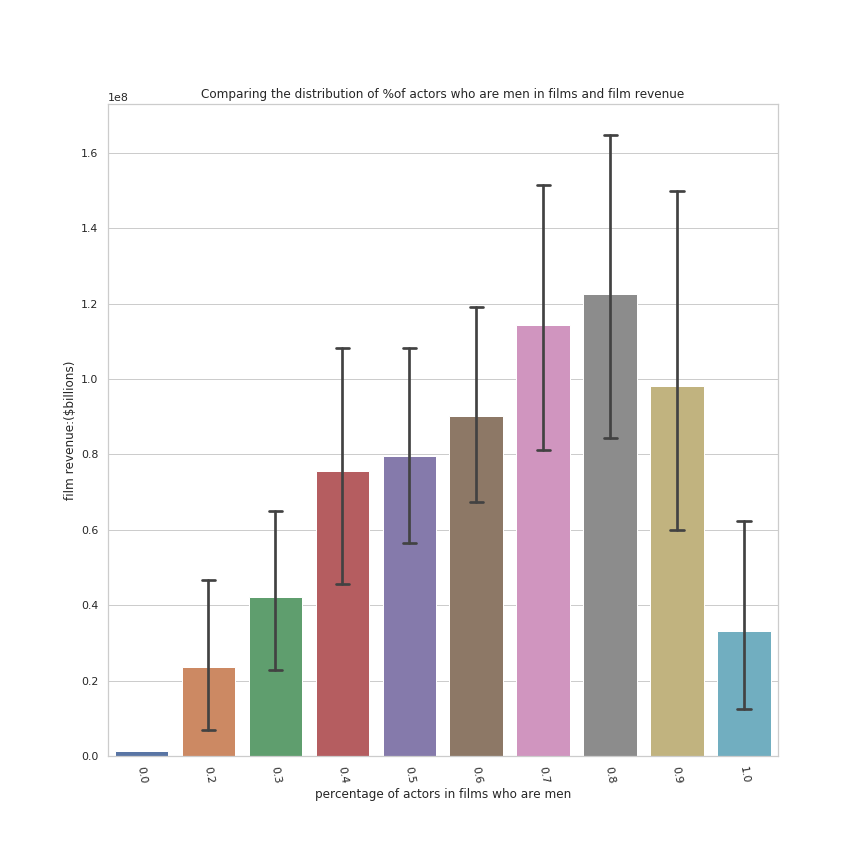 Comparing the distribution of %of actors who are men in films and film revenue
1e8
1.6
1.4
1.2
1.0
0.8
0.6
0.4
0.2
0.0
film revenue:($billions)
0.0 0.2 0.3 0.4 0.5 0.6 0.7 0.8 0.9 1.0
percentage of actors in films who are men